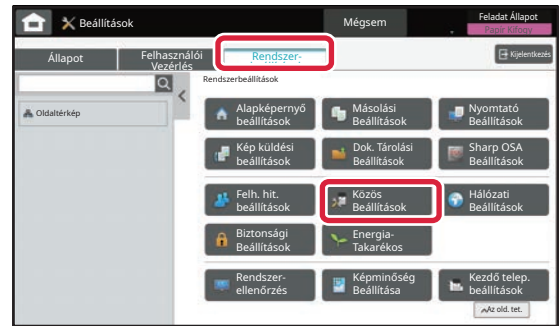 Beállítások
Mégsem
Feladat Állapot
Papír Kifogy.
Állapot
Felhasználói
Vezérlés
Rendszer-
Kijelentkezés
Rendszerbeállítások
Oldaltérkép
Alapképernyő
beállítások
Másolási
Beállítások
Nyomtató
Beállítások
Kép küldési
beállítások
Dok. Tárolási
Beállítások
Sharp OSA
Beállítások
Felh. hit.
beállítások
Közös
Beállítások
Hálózati
Beállítások
Biztonsági
Beállítások
Energia-
Takarékos
Rendszer-
ellenőrzés
Képminőség
Beállítása
Kezdő telep.
beállítások
Az old. tet.